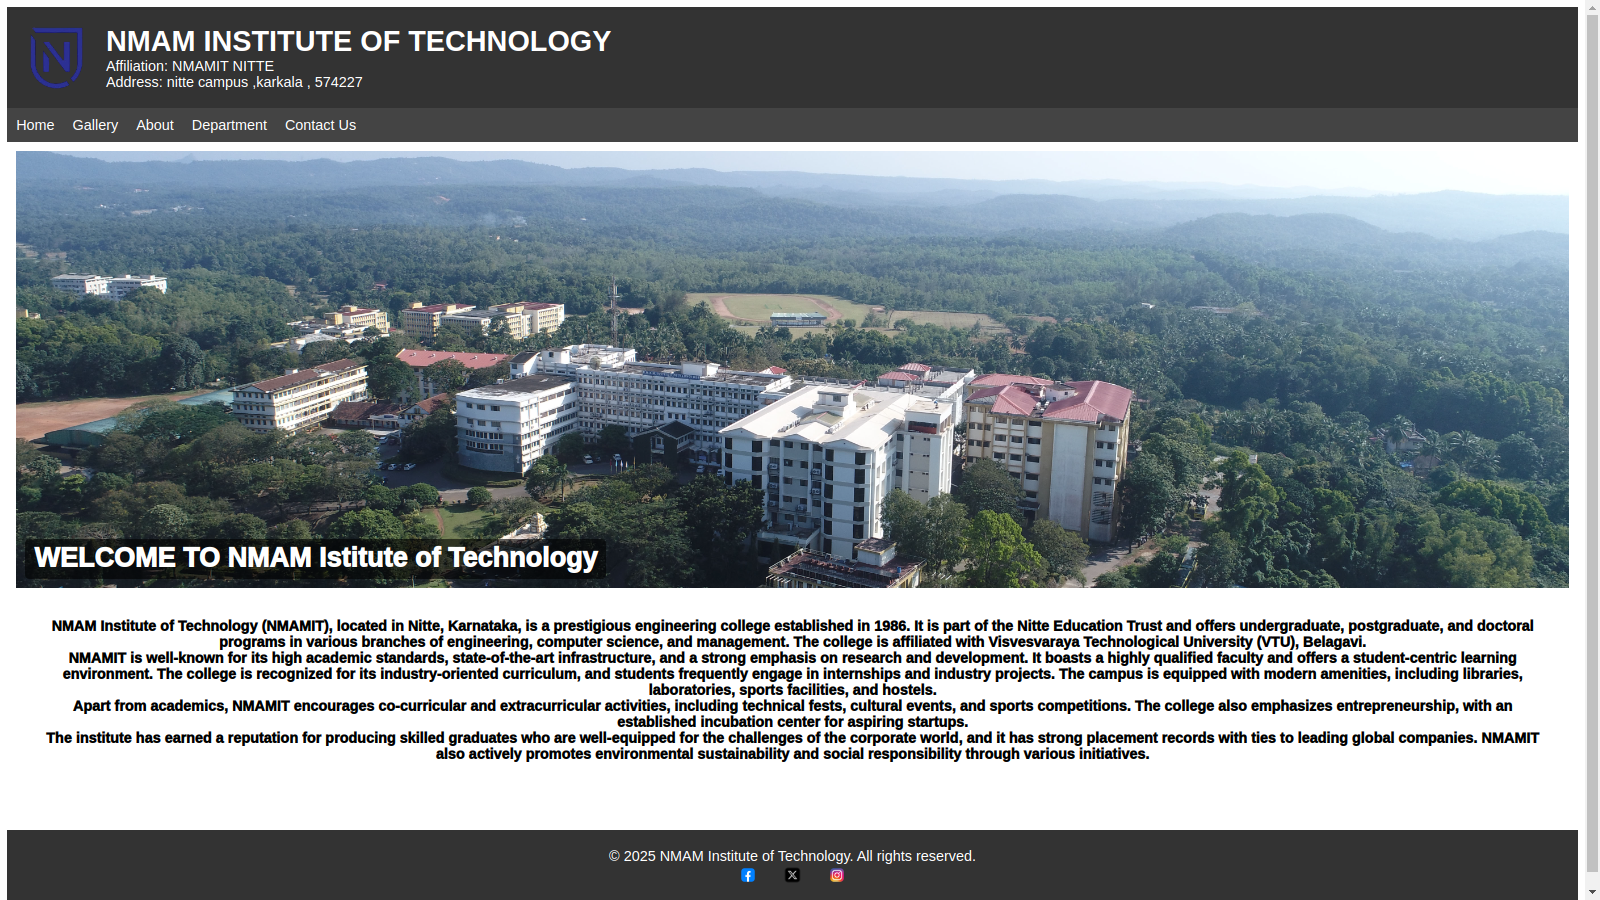 NMAM INSTITUTE OF TECHNOLOGY
Affiliation: NMAMIT NITTE
Address: nitte campus ,karkala , 574227
Home Gallery About Department Contact Us
WELCOME TO NMAM Istitute of Technology
NMAM Institute of Technology (NMAMIT), located in Nitte, Karnataka, is a prestigious engineering college established in 1986. It is part of the Nitte Education Trust and offers undergraduate, postgraduate, and doctoral
programs in various branches of engineering, computer science, and management. The college is affiliated with Visvesvaraya Technological University (VTU), Belagavi.
NMAMIT is well-known for its high academic standards, state-of-the-art infrastructure, and a strong emphasis on research and development. It boasts a highly qualified faculty and offers a student-centric learning
environment. The college is recognized for its industry-oriented curriculum, and students frequently engage in internships and industry projects. The campus is equipped with modern amenities, including libraries,
laboratories, sports facilities, and hostels.
Apart from academics, NMAMIT encourages co-curricular and extracurricular activities, including technical fests, cultural events, and sports competitions. The college also emphasizes entrepreneurship, with an
established incubation center for aspiring startups.
The institute has earned a reputation for producing skilled graduates who are well-equipped for the challenges of the corporate world, and it has strong placement records with ties to leading global companies. NMAMIT
also actively promotes environmental sustainability and social responsibility through various initiatives.
© 2025 NMAM Institute of Technology. All rights reserved.